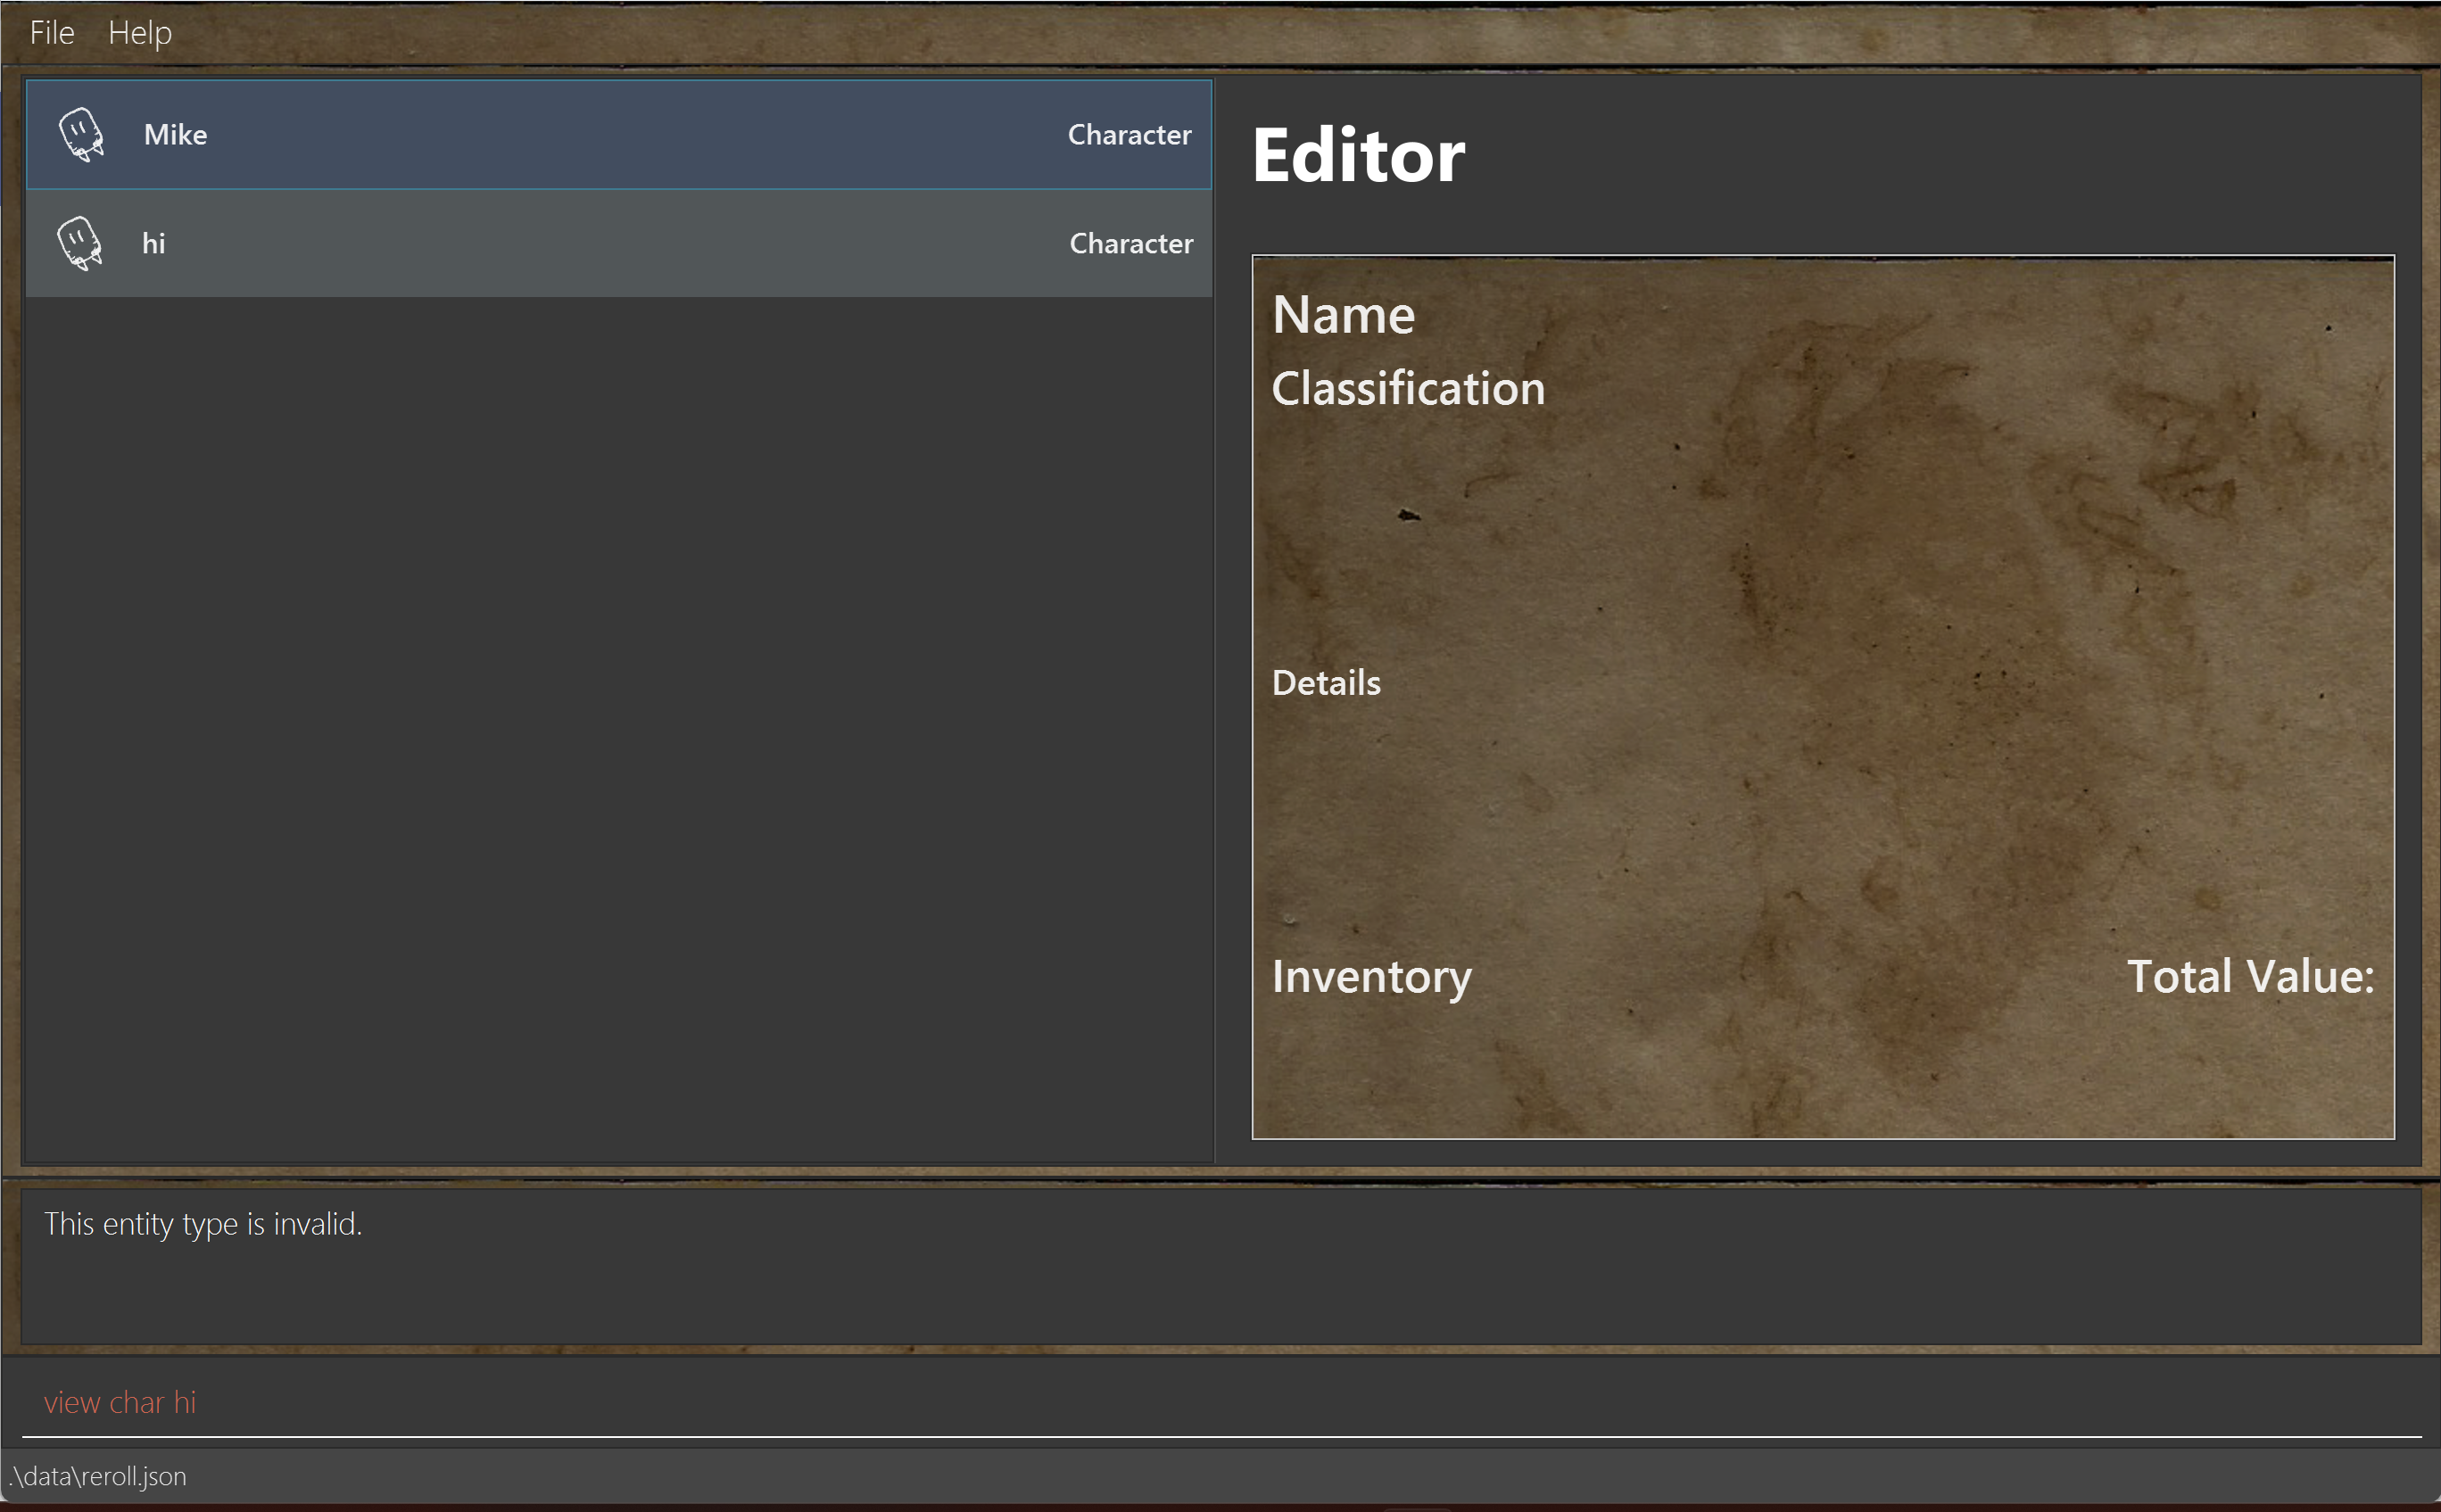 File Help
Mike Character
hi Character
Editor
Name
Classification
Details
Inventory Total Value:
This entity type is invalid.
view char hi
.\data\reroll.json